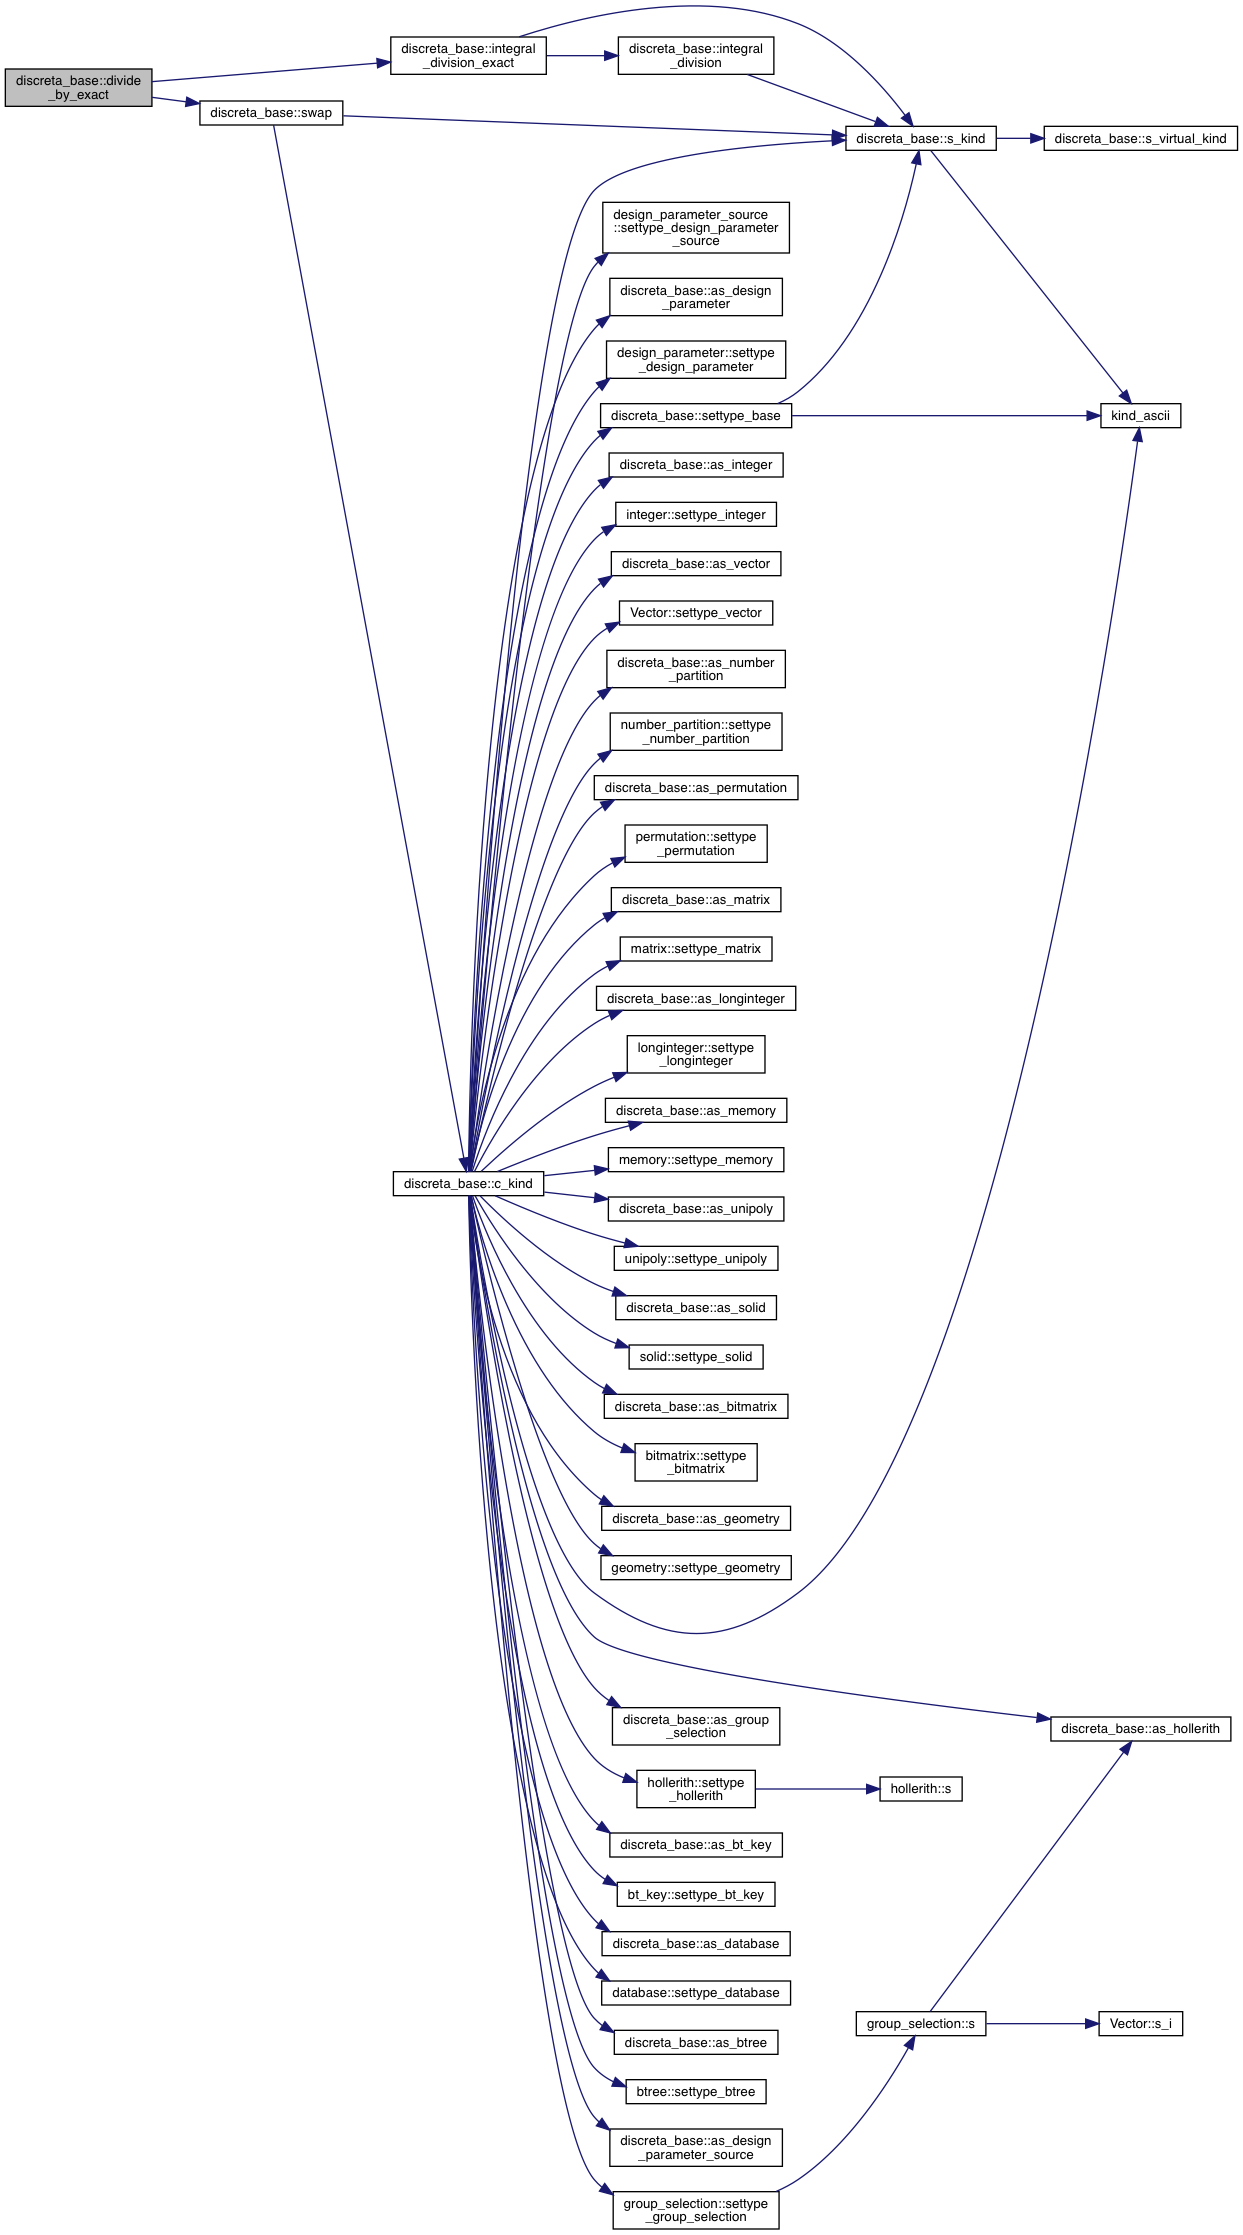 discreta_base::divide
_by_exact
discreta_base::integral
_division_exact
discreta_base::integral
_division
discreta_base::swap
discreta_base::s_kind
discreta_base::s_virtual_kind
design_parameter_source
::settype_design_parameter
_source
discreta_base::as_design
_parameter
design_parameter::settype
_design_parameter
discreta_base::settype_base
kind_ascii
discreta_base::as_integer
integer::settype_integer
discreta_base::as_vector
Vector::settype_vector
discreta_base::as_number
_partition
number_partition::settype
_number_partition
discreta_base::as_permutation
permutation::settype
_permutation
discreta_base::as_matrix
matrix::settype_matrix
discreta_base::as_longinteger
longinteger::settype
_longinteger
discreta_base::as_memory
memory::settype_memory
discreta_base::c_kind
discreta_base::as_unipoly
unipoly::settype_unipoly
discreta_base::as_solid
solid::settype_solid
discreta_base::as_bitmatrix
bitmatrix::settype
_bitmatrix
discreta_base::as_geometry
geometry::settype_geometry
discreta_base::as_group
_selection
discreta_base::as_hollerith
hollerith::settype
_hollerith
hollerith::s
discreta_base::as_bt_key
bt_key::settype_bt_key
discreta_base::as_database
database::settype_database
group_selection::s
Vector::s_i
discreta_base::as_btree
btree::settype_btree
discreta_base::as_design
_parameter_source
group_selection::settype
_group_selection